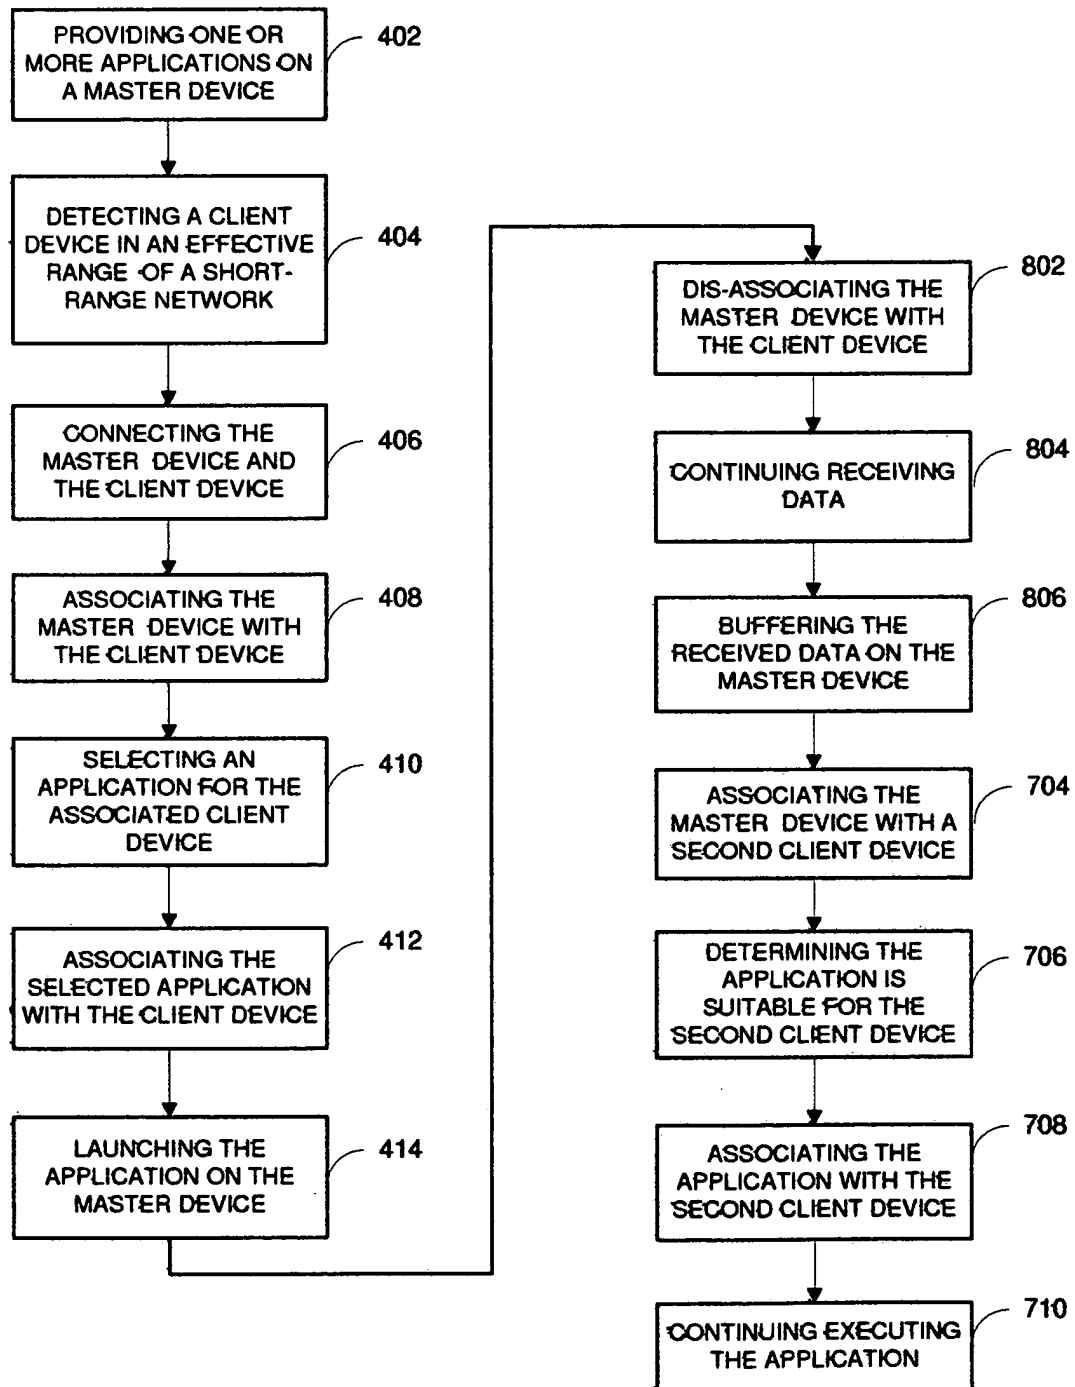 PROVIDING ONE OR
MORE APPLICATIONS ON
A MASTER DEVICE
402
DETECTING A CLIENT
DEVICE IN AN EFFECTIVE
RANGE OF A SHORT-
RANGE NETWORK
404
CONNECTING THE
MASTER DEVICE AND
THE CLIENT DEVICE
406
ASSOCIATING THE
MASTER DEVICE WITH
THE CLIENT DEVICE
408
SELECTING AN
APPLICATION FOR THE
ASSOCIATED CLIENT
DEVICE
410
ASSOCIATING THE
SELECTED APPLICATION
WITH THE CLIENT DEVICE
412
LAUNCHING THE
APPLICATION ON THE
MASTER DEVICE
414
DIS-ASSOCIATING THE
MASTER DEVICE WITH
THE CLIENT DEVICE
802
CONTINUING RECEIVING
DATA
804
BUFFERING THE
RECEIVED DATA ON THE
MASTER DEVICE
806
ASSOCIATING THE
MASTER DEVICE WITH A
SECOND CLIENT DEVICE
704
DETERMINING THE
APPLICATION IS
SUITABLE FOR THE
SECOND CLIENT DEVICE
706
ASSOCIATING THE
APPLICATION WITH THE
SECOND CLIENT DEVICE
708
CONTINUING EXECUTING
THE APPLICATION
710